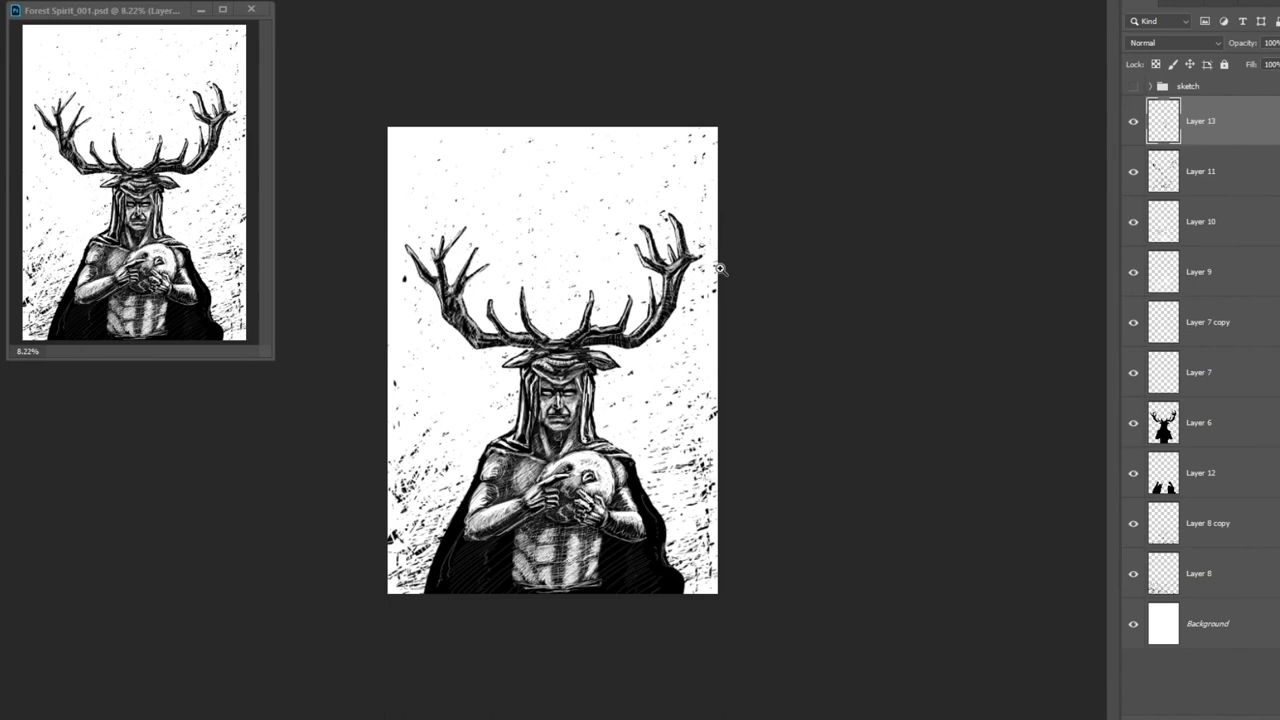 Forest Spirit_001.psd @ 8.22% (Layer...
8.22%
Kind
Normal
Opacity: 100%
Lock:
Fill: 100%
sketch
Layer 13
Layer 11
Layer 10
Layer 9
Layer 7 copy
Layer 7
Layer 6
Layer 12
Layer 8 copy
Layer 8
Background